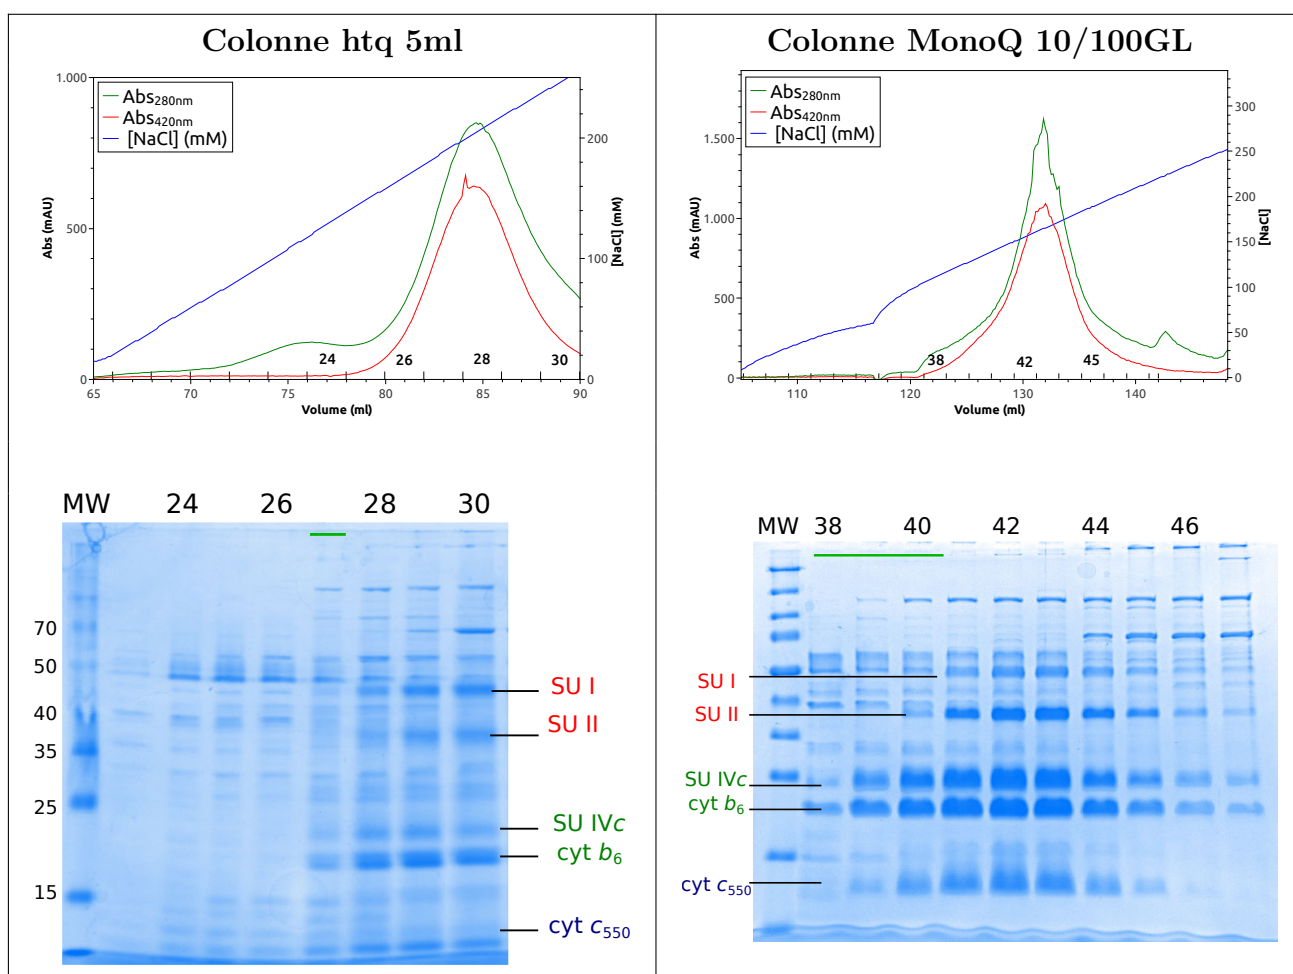 Colonne htq 5ml
1.000
500
0
Abs280nm
Abs420nm
[NaCl] (mM)
Abs (mAU)
200
100
0
[NaCl] (mM)
24
26
28
30
65
70
75
80
85
90
Volume (ml)
Colonne MonoQ 10/100GL
1.500
1.000
500
0
Abs280nm
Abs420nm
[NaCl] (mM)
Abs (mAU)
300
250
200
150
100
50
0
[NaCl]
38
42
45
110
120
130
140
Volume (ml)
MW 24 26 28 30
70
50
40
35
25
15
SU I
SU II
SU IVc
cyt b6
cyt c550
MW 38 40 42 44 46
SU I
SU II
SU IVc
cyt b6
cyt c550